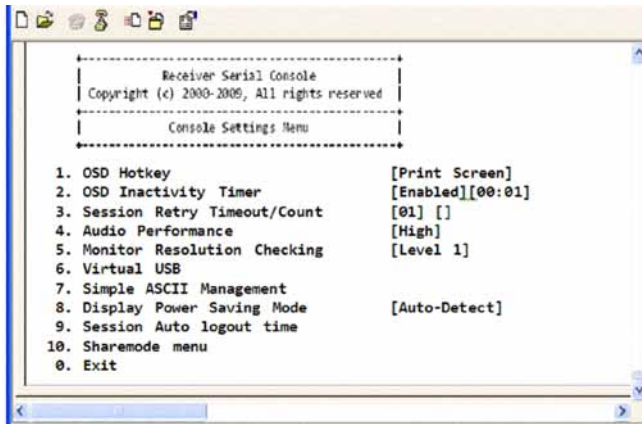 Receiver Serial Console
Copyright (c) 2000-2009, All rights reserved
Console Settings Menu
1. OSD Hotkey [Print Screen]
2. OSD Inactivity Timer [Enabled][00:01]
3. Session Retry Timeout/Count [01] []
4. Audio Performance [High]
5. Monitor Resolution Checking [Level 1]
6. Virtual USB
7. Simple ASCII Management
8. Display Power Saving Mode [Auto-Detect]
9. Session Auto logout time
10. Sharemode menu
0. Exit